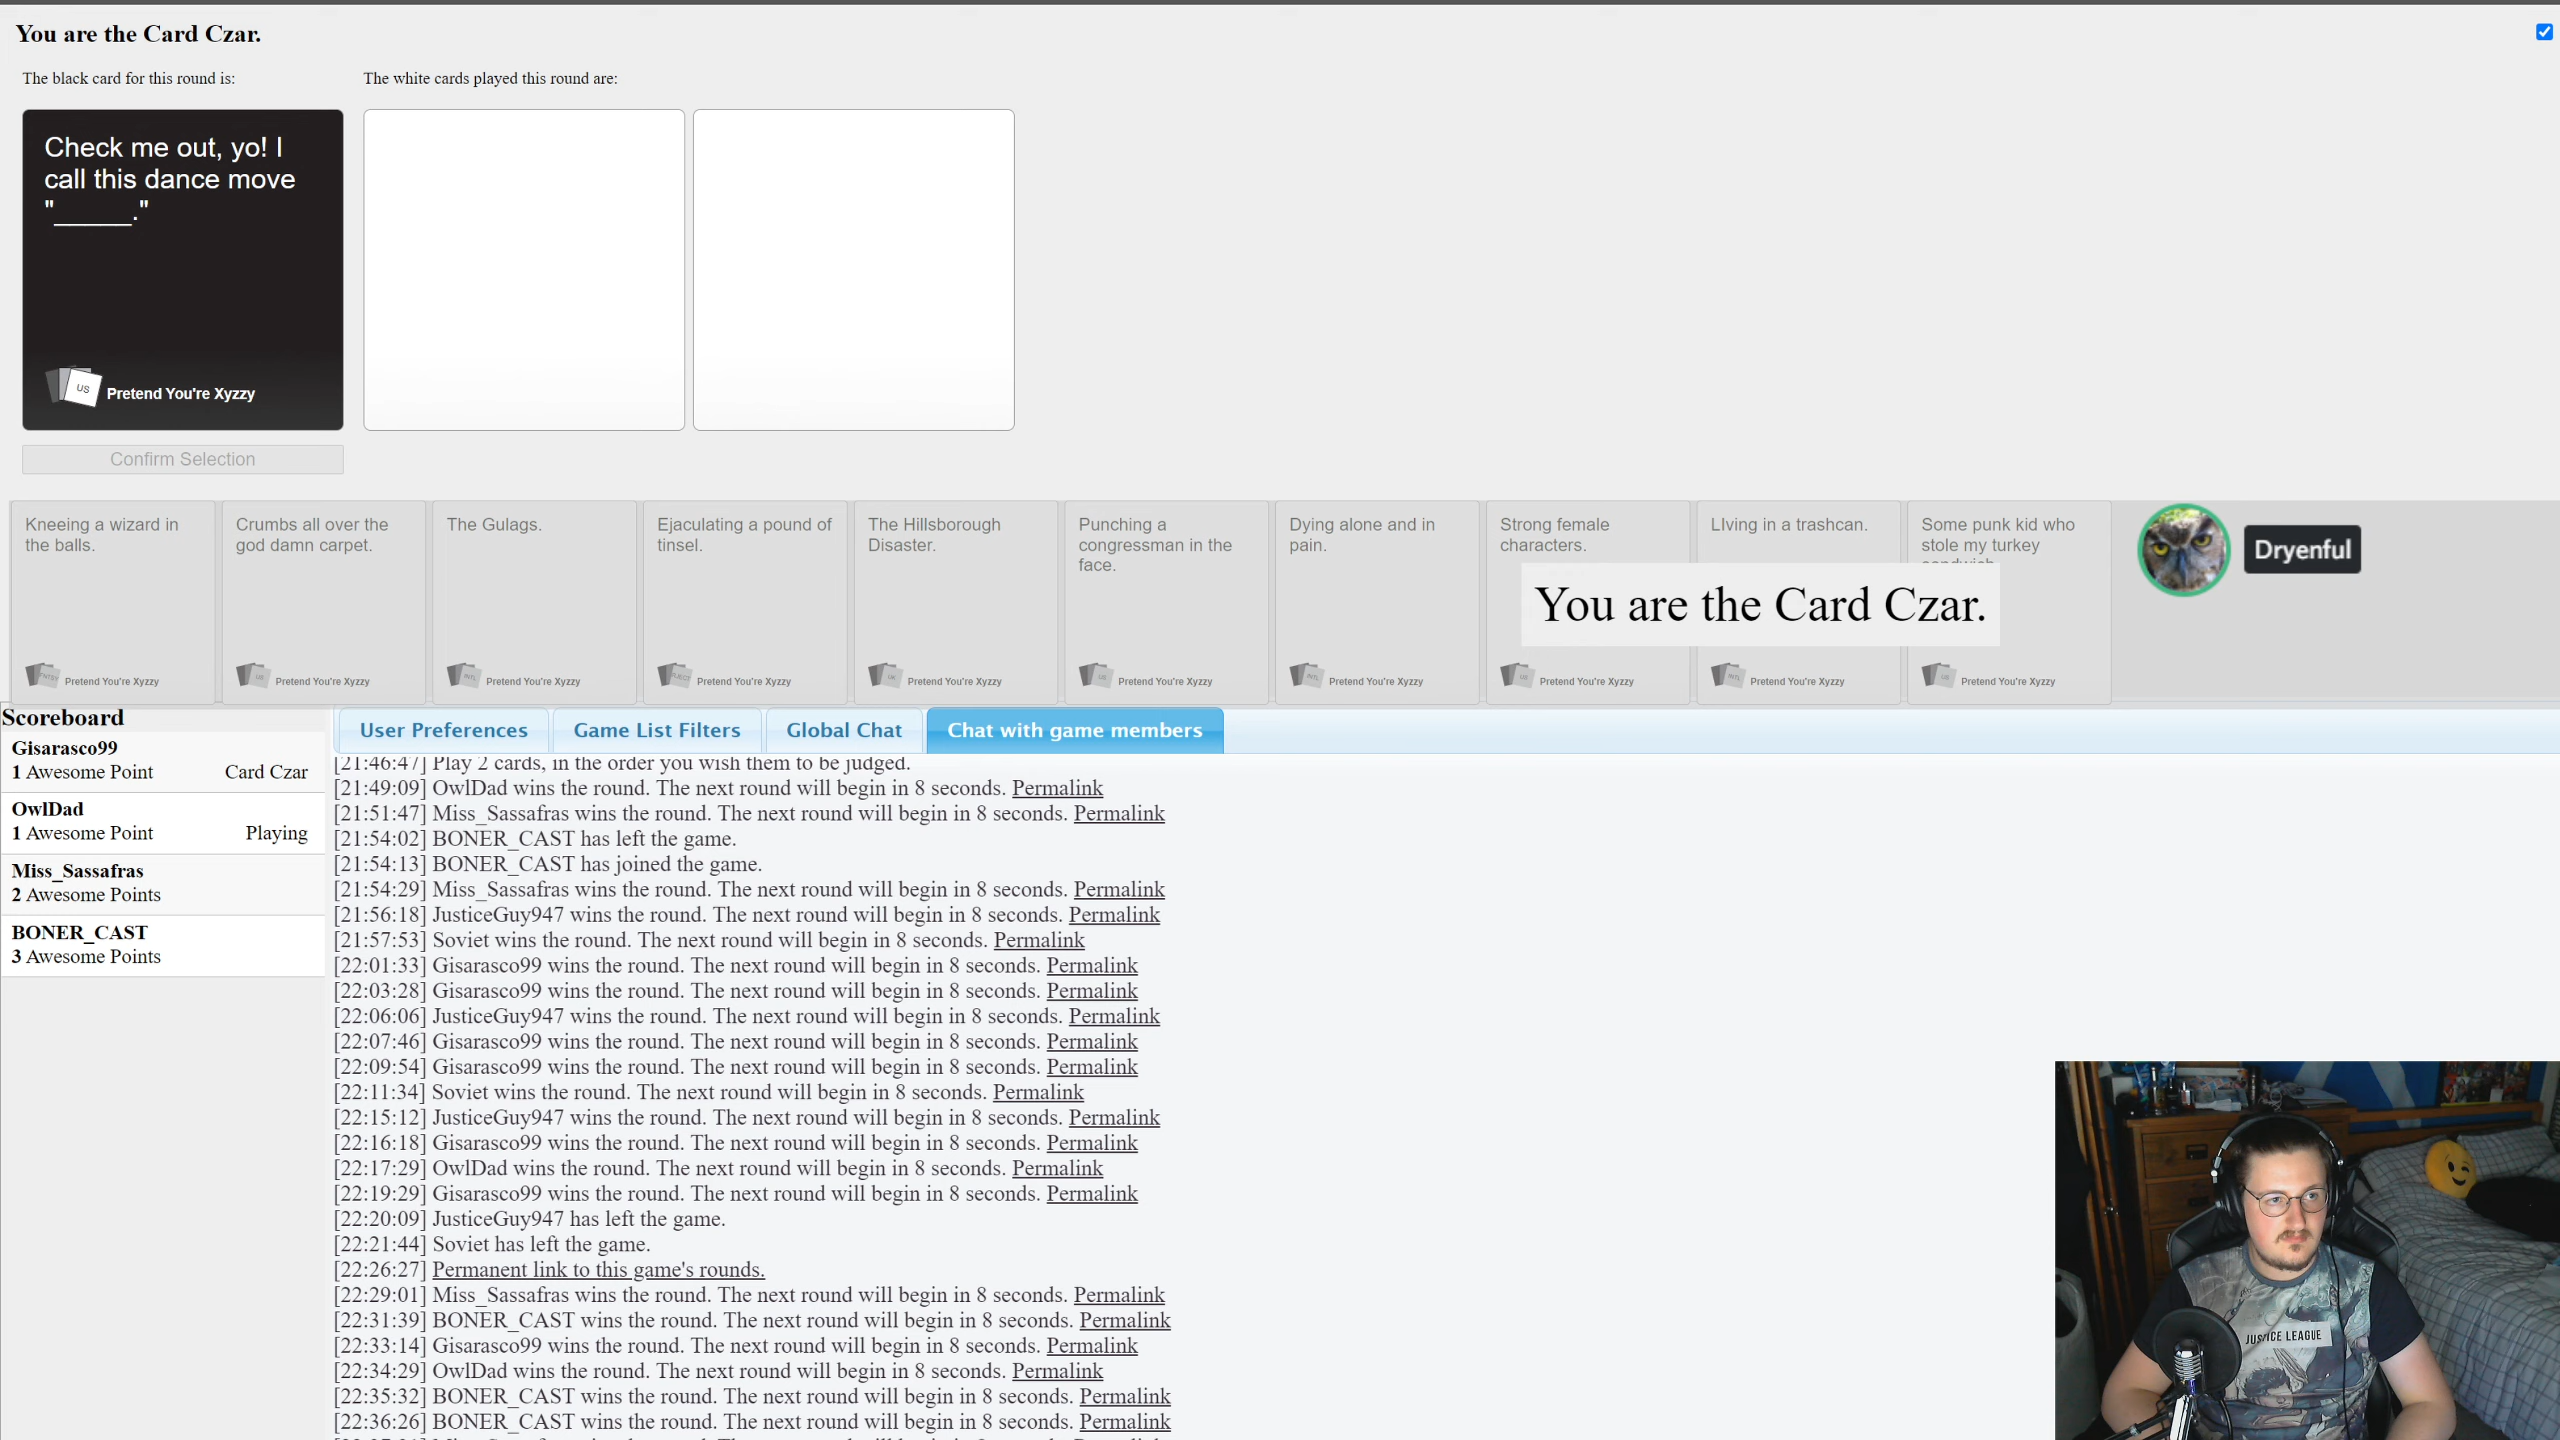 You are the Card Czar.
The black card for this round is:
The white cards played this round are:
Check me out, yo! I
call this dance move
"_____."
US
Pretend You're Xyzzy
Confirm Selection
Kneeing a wizard in
the balls.
Pretend You're Xyzzy
Crumbs all over the
god damn carpet.
US
Pretend You're Xyzzy
The Gulags.
INTL
Pretend You're Xyzzy
Ejaculating a pound of
tinsel.
Pretend You're Xyzzy
The Hillsborough
Disaster.
UK
Pretend You're Xyzzy
Punching a
congressman in the
face.
US
Pretend You're Xyzzy
Dying alone and in
pain.
INTL
Pretend You're Xyzzy
Strong female
characters.
US
Pretend You're Xyzzy
LIving in a trashcan.
INTL
Pretend You're Xyzzy
Some punk kid who
stole my turkey
US
Pretend You're Xyzzy
You are the Card Czar.
Dryenful
Scoreboard
Gisarasco99
1 Awesome Point Card Czar
OwlDad
1 Awesome Point Playing
Miss_Sassafras
2 Awesome Points
BONER_CAST
3 Awesome Points
User Preferences
Game List Filters
Global Chat
Chat with game members
[21:46:47] Play 2 cards, in the order you wish them to be judged.
[21:49:09] OwlDad wins the round. The next round will begin in 8 seconds. Permalink
[21:51:47] Miss_Sassafras wins the round. The next round will begin in 8 seconds. Permalink
[21:54:02] BONER_CAST has left the game.
[21:54:13] BONER_CAST has joined the game.
[21:54:29] Miss_Sassafras wins the round. The next round will begin in 8 seconds. Permalink
[21:56:18] JusticeGuy947 wins the round. The next round will begin in 8 seconds. Permalink
[21:57:53] Soviet wins the round. The next round will begin in 8 seconds. Permalink
[22:01:33] Gisarasco99 wins the round. The next round will begin in 8 seconds. Permalink
[22:03:28] Gisarasco99 wins the round. The next round will begin in 8 seconds. Permalink
[22:06:06] JusticeGuy947 wins the round. The next round will begin in 8 seconds. Permalink
[22:07:46] Gisarasco99 wins the round. The next round will begin in 8 seconds. Permalink
[22:09:54] Gisarasco99 wins the round. The next round will begin in 8 seconds. Permalink
[22:11:34] Soviet wins the round. The next round will begin in 8 seconds. Permalink
[22:15:12] JusticeGuy947 wins the round. The next round will begin in 8 seconds. Permalink
[22:16:18] Gisarasco99 wins the round. The next round will begin in 8 seconds. Permalink
[22:17:29] OwlDad wins the round. The next round will begin in 8 seconds. Permalink
[22:19:29] Gisarasco99 wins the round. The next round will begin in 8 seconds. Permalink
[22:20:09] JusticeGuy947 has left the game.
[22:21:44] Soviet has left the game.
[22:26:27] Permanent link to this game's rounds.
[22:29:01] Miss_Sassafras wins the round. The next round will begin in 8 seconds. Permalink
[22:31:39] BONER_CAST wins the round. The next round will begin in 8 seconds. Permalink
[22:33:14] Gisarasco99 wins the round. The next round will begin in 8 seconds. Permalink
[22:34:29] OwlDad wins the round. The next round will begin in 8 seconds. Permalink
[22:35:32] BONER_CAST wins the round. The next round will begin in 8 seconds. Permalink
[22:36:26] BONER_CAST wins the round. The next round will begin in 8 seconds. Permalink
JUSTICE LEAGUE